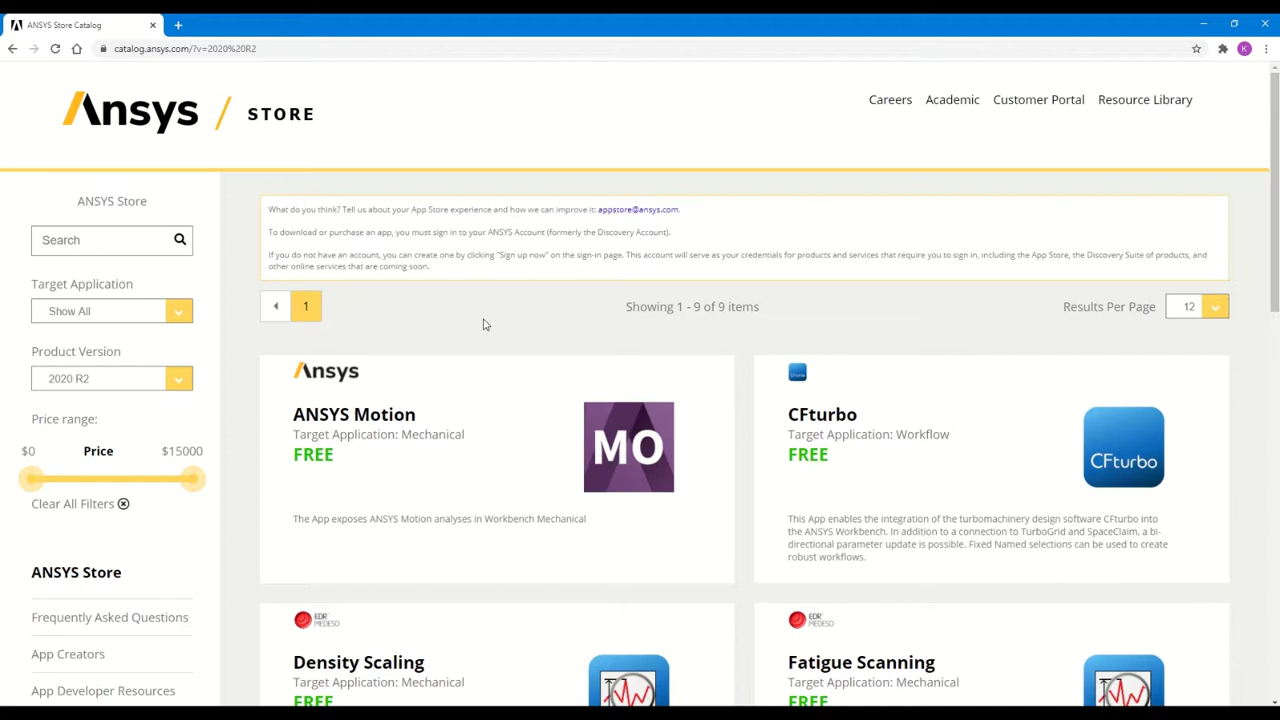 ANSYS Store Catalog
catalog.ansys.com/?v=2020%20R2
K
Ansys / STORE
Careers Academic Customer Portal Resource Library
ANSYS Store
Search
Target Application
Show All
Product Version
2020 R2
Price range:
$0 Price $15000
Clear All Filters
ANSYS Store
Frequently Asked Questions
App Creators
App Developer Resources
What do you think? Tell us about your App Store experience and how we can improve it: appstore@ansys.com.
To download or purchase an app, you must sign in to your ANSYS Account (formerly the Discovery Account).
If you do not have an account, you can create one by clicking "Sign up now" on the sign-in page. This account will serve as your credentials for products and services that require you to sign in, including the App Store, the Discovery Suite of products, and
other online services that are coming soon.
1 Showing 1 - 9 of 9 items Results Per Page 12
Ansys
ANSYS Motion
Target Application: Mechanical
FREE
MO
The App exposes ANSYS Motion analyses in Workbench Mechanical
CFturbo
CFturbo
Target Application: Workflow
FREE
CFturbo
This App enables the integration of the turbomachinery design software CFturbo into
the ANSYS Workbench. In addition to a connection to TurboGrid and SpaceClaim, a bi-
directional parameter update is possible. Fixed Named selections can be used to create
robust workflows.
EDR
MEDESO
Density Scaling
Target Application: Mechanical
FREE
EDR
MEDESO
Fatigue Scanning
Target Application: Mechanical
FREE